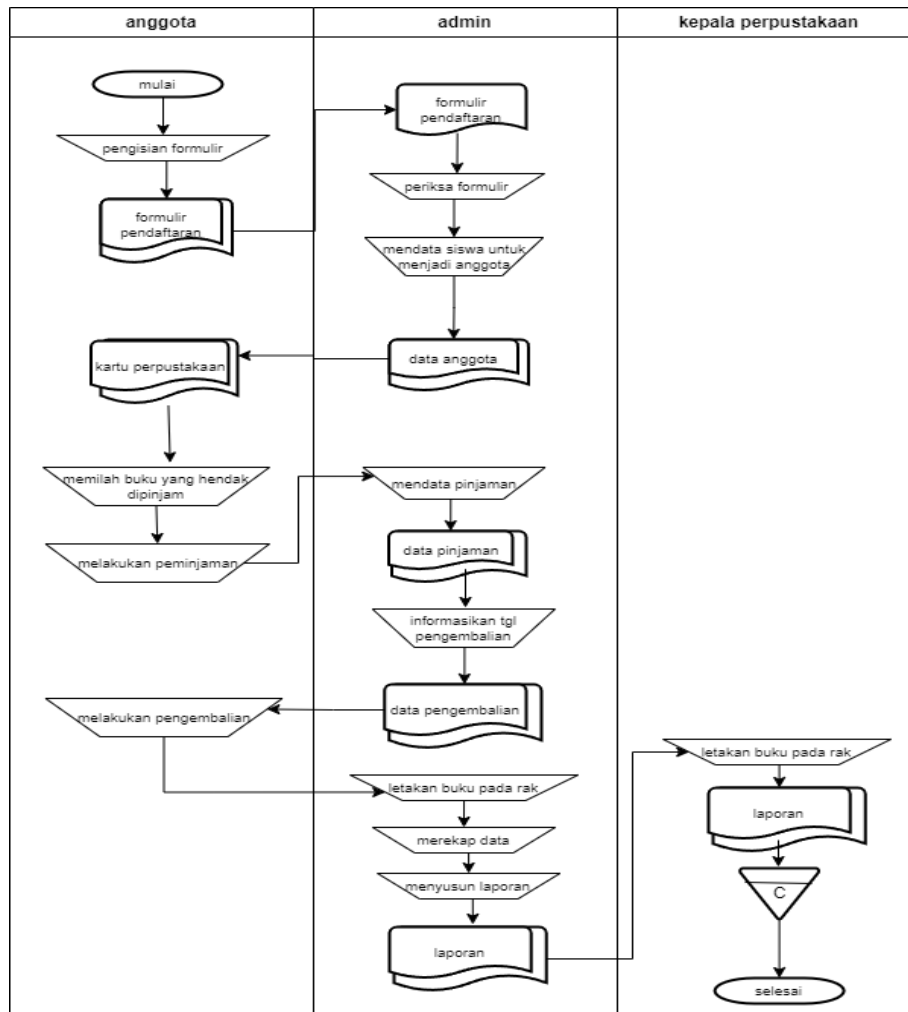 anggota
admin
kepala perpustakaan
mulai
pengisian formulir
formulir
pendaftaran
formulir
pendaftaran
periksa formulir
mendata siswa untuk
menjadi anggota
data anggota
kartu perpustakaan
memilah buku yang hendak
dipinjam
melakukan peminjaman
mendata pinjaman
data pinjaman
informasikan tgl
pengembalian
data pengembalian
melakukan pengembalian
letakan buku pada rak
merekap data
menyusun laporan
laporan
letakan buku pada rak
laporan
C
selesai